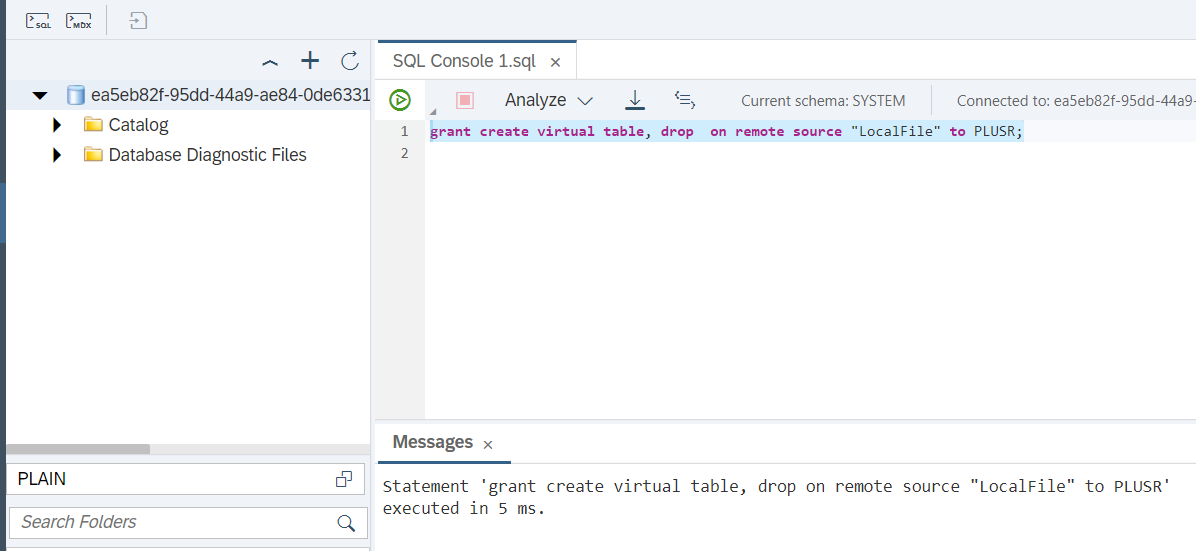 SQL MDX
SQL Console 1.sql
ea5eb82f-95dd-44a9-ae84-0de6331
Catalog
Database Diagnostic Files
Analyze Current schema: SYSTEM Connected to: ea5eb82f-95dd-44a9-
1 grant create virtual table, drop  on remote source "LocalFile" to PLUSR;
2
PLAIN
Search Folders
Messages
Statement 'grant create virtual table, drop on remote source "LocalFile" to PLUSR'
executed in 5 ms.